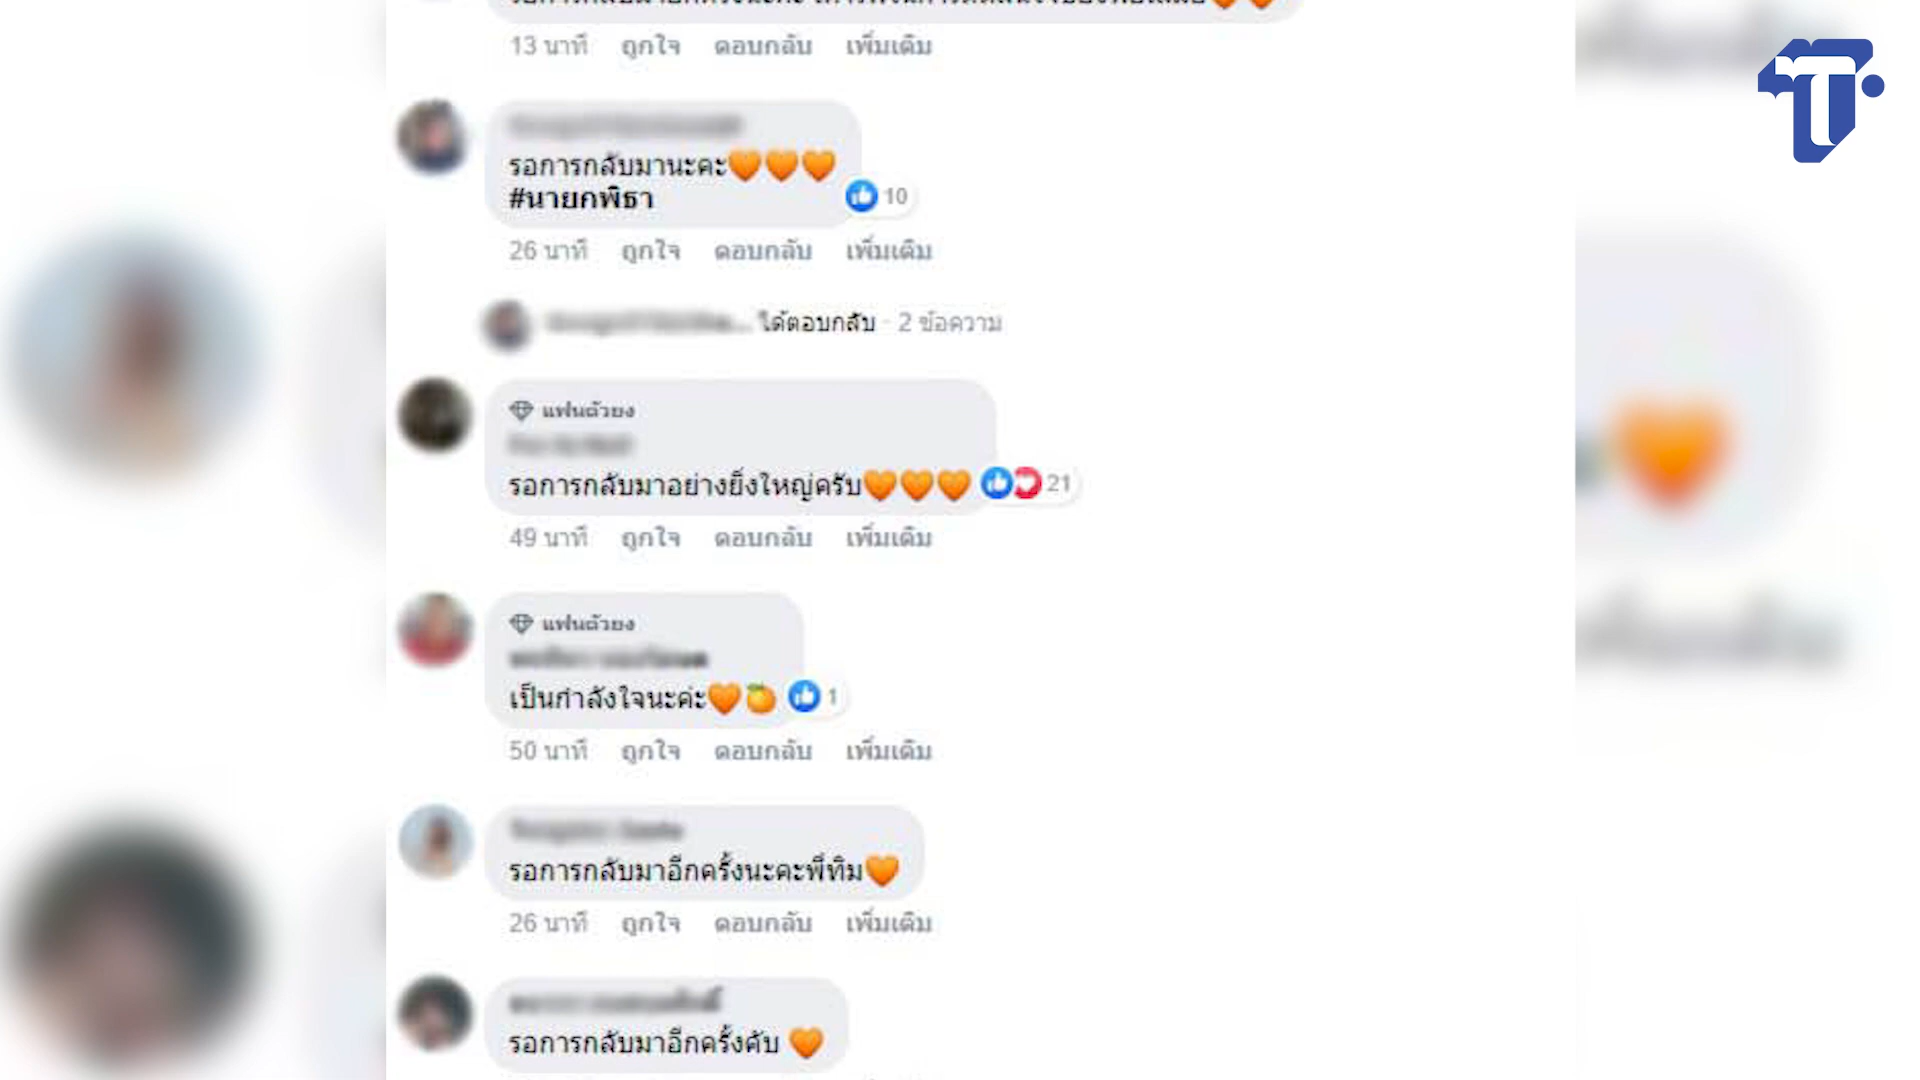 13 นาที ถูกใจ ตอบกลับ เพิ่มเติม
รอการกลับมานะคะ🧡🧡🧡
#นายกพิธา
10
26 นาที ถูกใจ ตอบกลับ เพิ่มเติม
ได้ตอบกลับ · 2 ข้อความ
แฟนตัวยง
รอการกลับมาอย่างยิ่งใหญ่ครับ🧡🧡🧡 21
49 นาที ถูกใจ ตอบกลับ เพิ่มเติม
แฟนตัวยง
เป็นกำลังใจนะค่ะ🧡🍊 1
50 นาที ถูกใจ ตอบกลับ เพิ่มเติม
รอการกลับมาอีกครั้งนะคะพี่ทิม🧡
26 นาที ถูกใจ ตอบกลับ เพิ่มเติม
รอการกลับมาอีกครั้งคับ 🧡